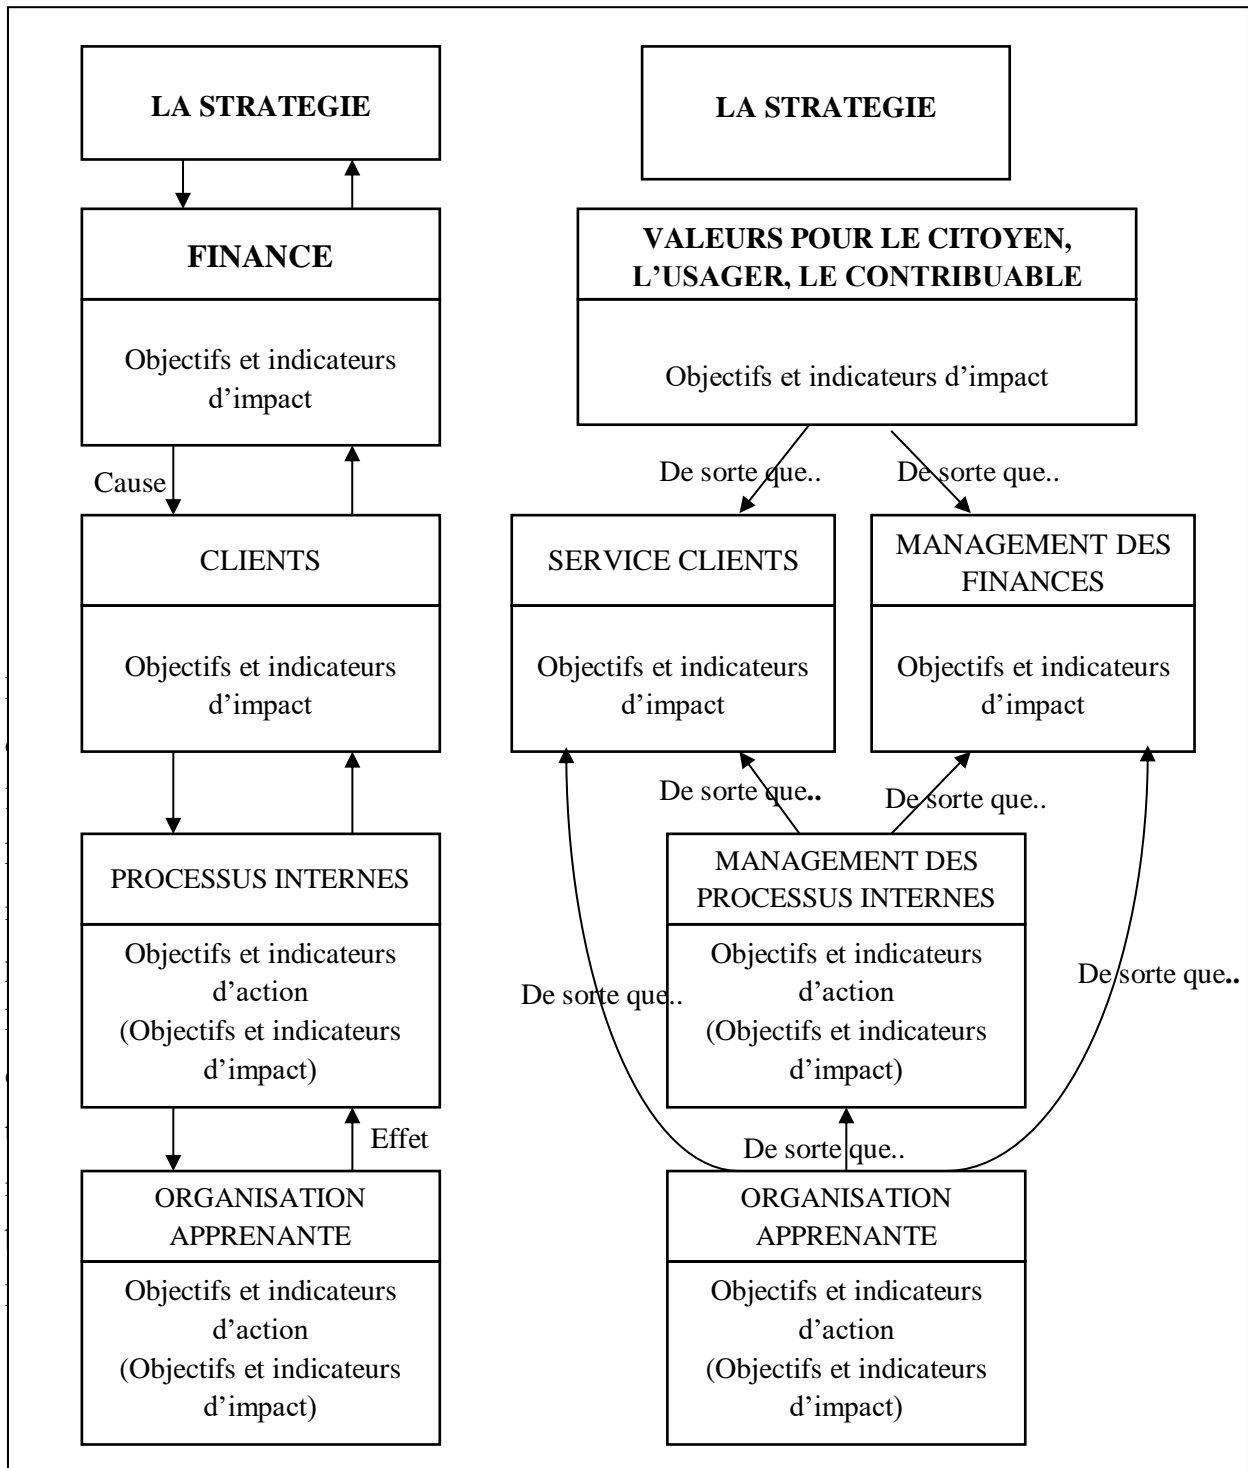 LA STRATEGIE
FINANCE
Objectifs et indicateurs
d’impact
Cause
CLIENTS
Objectifs et indicateurs
d’impact
PROCESSUS INTERNES
Objectifs et indicateurs
d’action
(Objectifs et indicateurs
d’impact)
Effet
ORGANISATION
APPRENANTE
Objectifs et indicateurs
d’action
(Objectifs et indicateurs
d’impact)
LA STRATEGIE
VALEURS POUR LE CITOYEN,
L’USAGER, LE CONTRIBUABLE
Objectifs et indicateurs d’impact
De sorte que..
De sorte que..
SERVICE CLIENTS
Objectifs et indicateurs
d’impact
MANAGEMENT DES
FINANCES
Objectifs et indicateurs
d’impact
De sorte que..
De sorte que..
MANAGEMENT DES
PROCESSUS INTERNES
Objectifs et indicateurs
d’action
(Objectifs et indicateurs
d’impact)
De sorte que..
De sorte que..
De sorte que..
ORGANISATION
APPRENANTE
Objectifs et indicateurs
d’action
(Objectifs et indicateurs
d’impact)